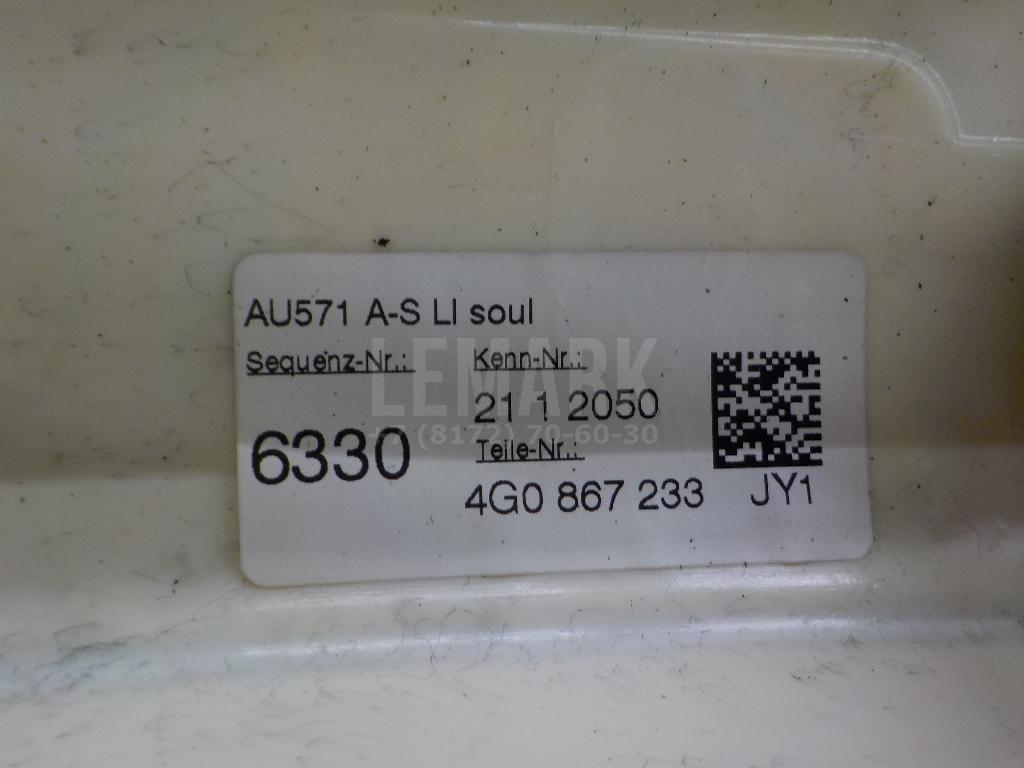 AU571 A-S LI soul
Sequenz-Nr.: Kenn-Nr.:
21 1 2050
6330
Teile-Nr.:
4G0 867 233 JY1
LEMARK
+7 (8172) 70-60-30